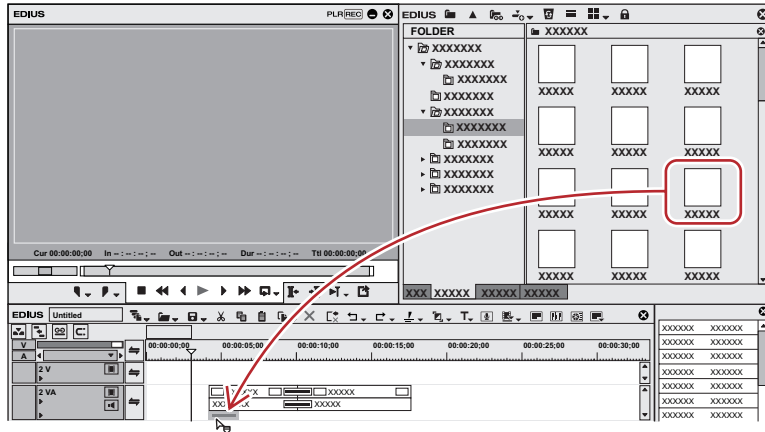 EDIUS PLR REC
Cur 00:00:00;00 In -- : -- : -- ; -- Out -- : -- : -- ; -- Dur -- : -- : -- ; -- Ttl 00:00:00;00
EDIUS
FOLDER
XXXXXXX
XXXXXXX
XXXXXXX
XXXXXXX
XXXXXXX
XXXXXXX
XXXXXXX
XXXXXXX
XXXXXXX
XXXXXXX
XXXXXX
XXXXX XXXXX XXXXX
XXXXX XXXXX XXXXX
XXXXX XXXXX XXXXX
XXXXX XXXXX XXXXX
XXX XXXXX XXXXX XXXXX
EDIUS Untitled
T
V
A
00:00:00;00 00:00:05;00 00:00:10;00 00:00:15;00 00:00:20;00 00:00:25;00 00:00:30;00
2 V
2 VA
XXXXX
XXXXX
XXXXXX XXXXXX
XXXXXX XXXXXX
XXXXXX XXXXXX
XXXXXX XXXXXX
XXXXXX XXXXXX
XXXXXX XXXXXX
XXXXXX XXXXXX